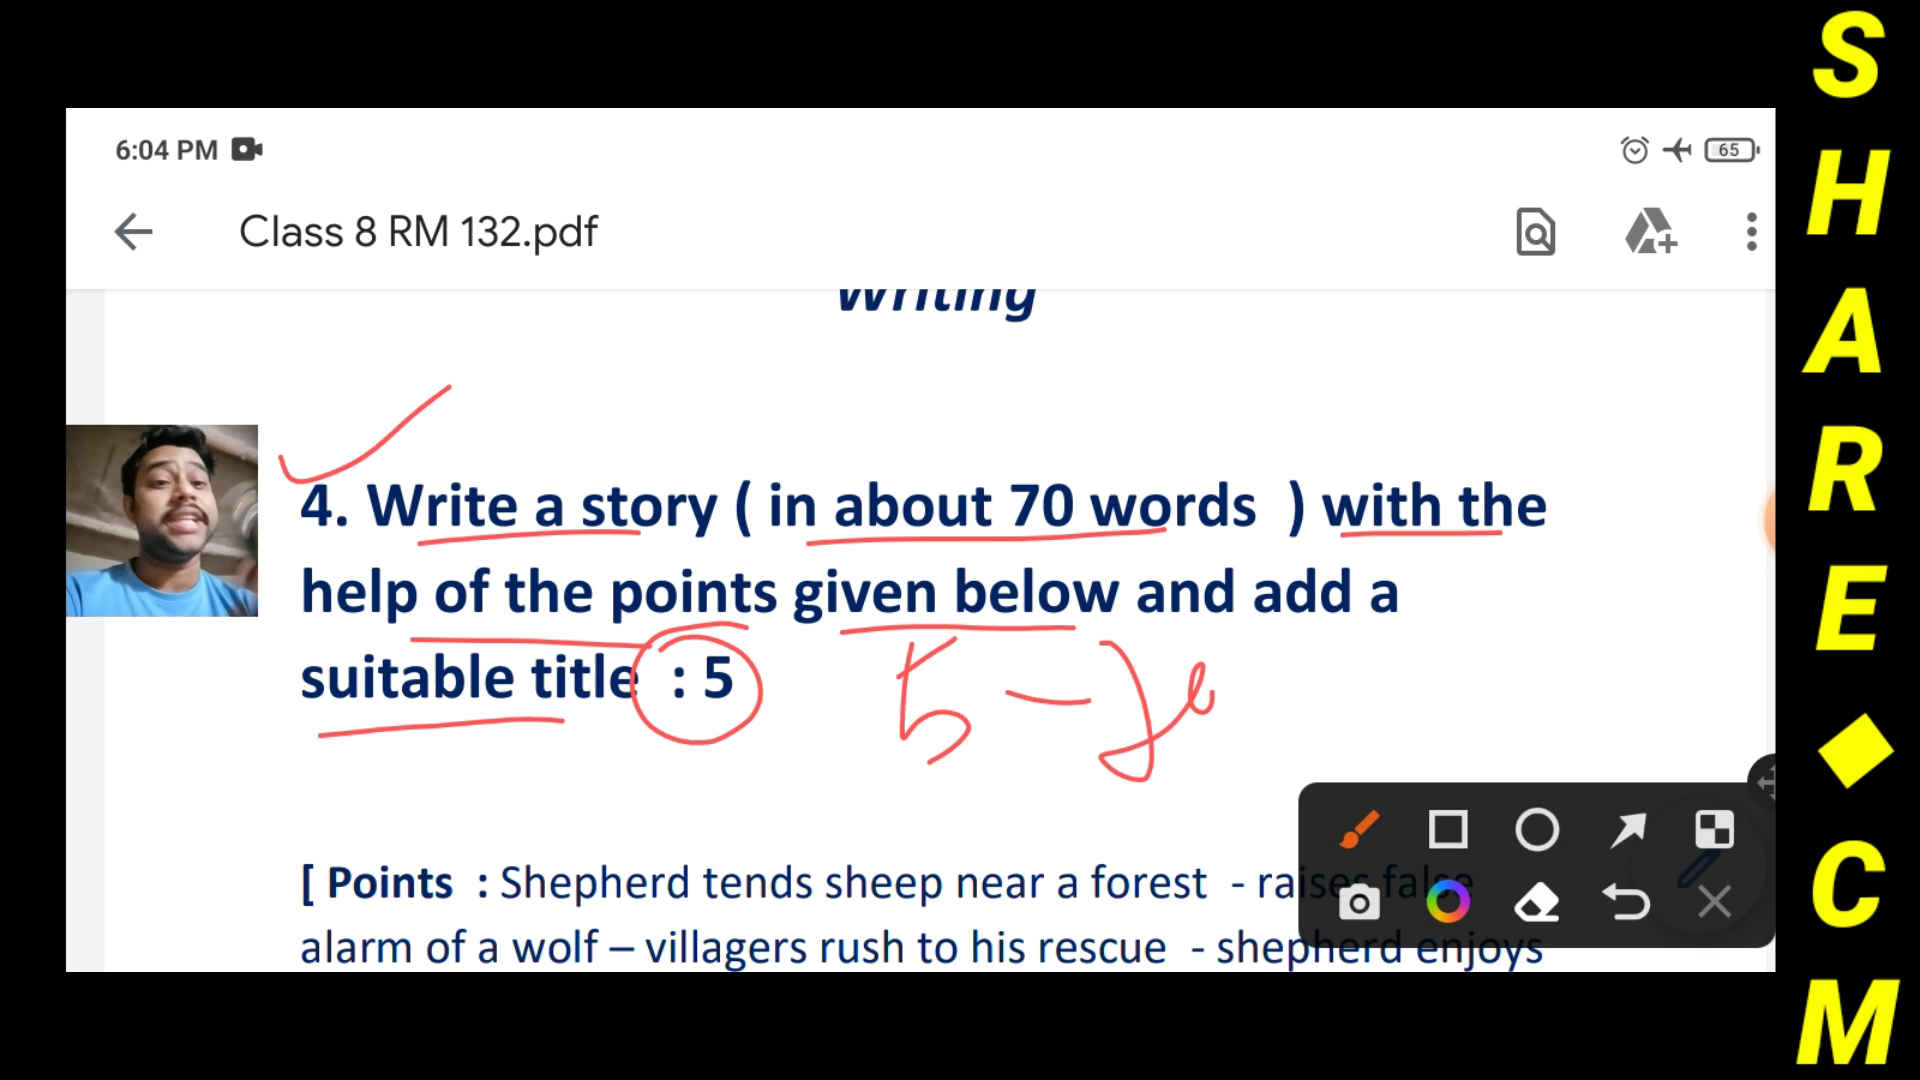 6:04 PM
65
Class 8 RM 132.pdf
Writing
4. Write a story ( in about 70 words ) with the
help of the points given below and add a
suitable title : 5
[ Points : Shepherd tends sheep near a forest - raises false
alarm of a wolf – villagers rush to his rescue - shepherd enjoys
SHARE◆CM